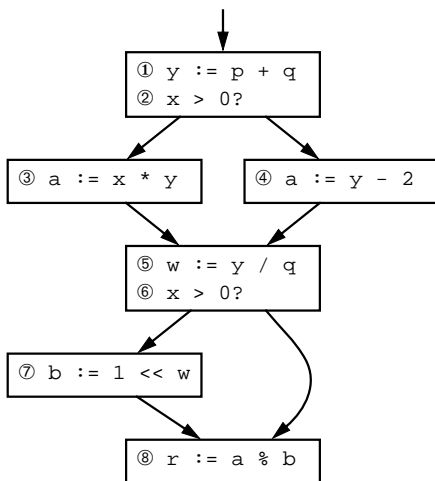 ① y := p + q
② x > 0?
③ a := x * y
④ a := y - 2
⑤ w := y / q
⑥ x > 0?
⑦ b := 1 << w
⑧ r := a % b